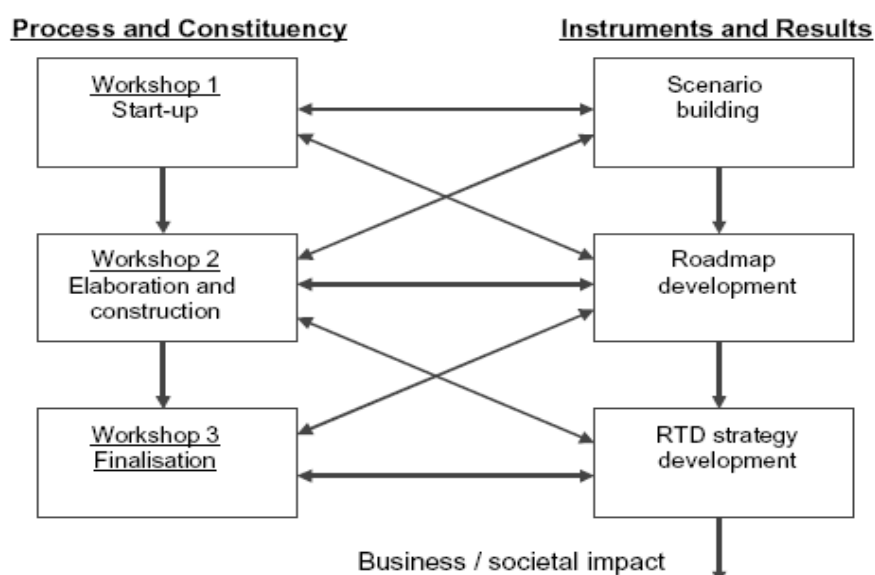 Process and Constituency
Instruments and Results
Workshop 1
Start-up
Scenario
building
Workshop 2
Elaboration and
construction
Roadmap
development
Workshop 3
Finalisation
RTD strategy
development
Business / societal impact